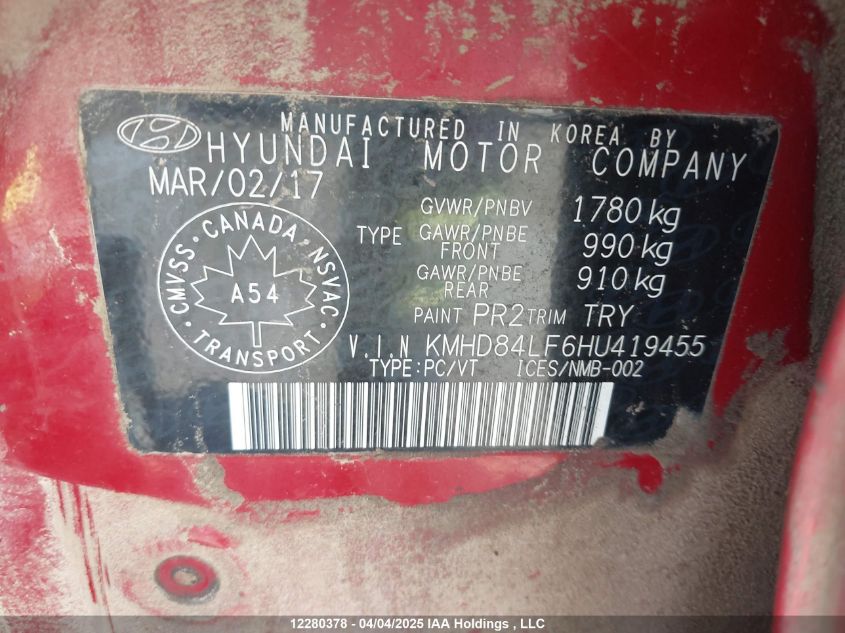 MANUFACTURED IN KOREA BY
HYUNDAI MOTOR COMPANY
MAR/02/17
GVWR/PNBV 1780 kg
TYPE GAWR/PNBE FRONT 990 kg
GAWR/PNBE REAR 910 kg
PAINT PR2 TRIM TRY
CMVSS · CANADA · NSVAC · TRANSPORT ·
A54
V.I.N KMHD84LF6HU419455
TYPE:PC/VT ICES/NMB-002
12280378 - 04/04/2025 IAA Holdings , LLC